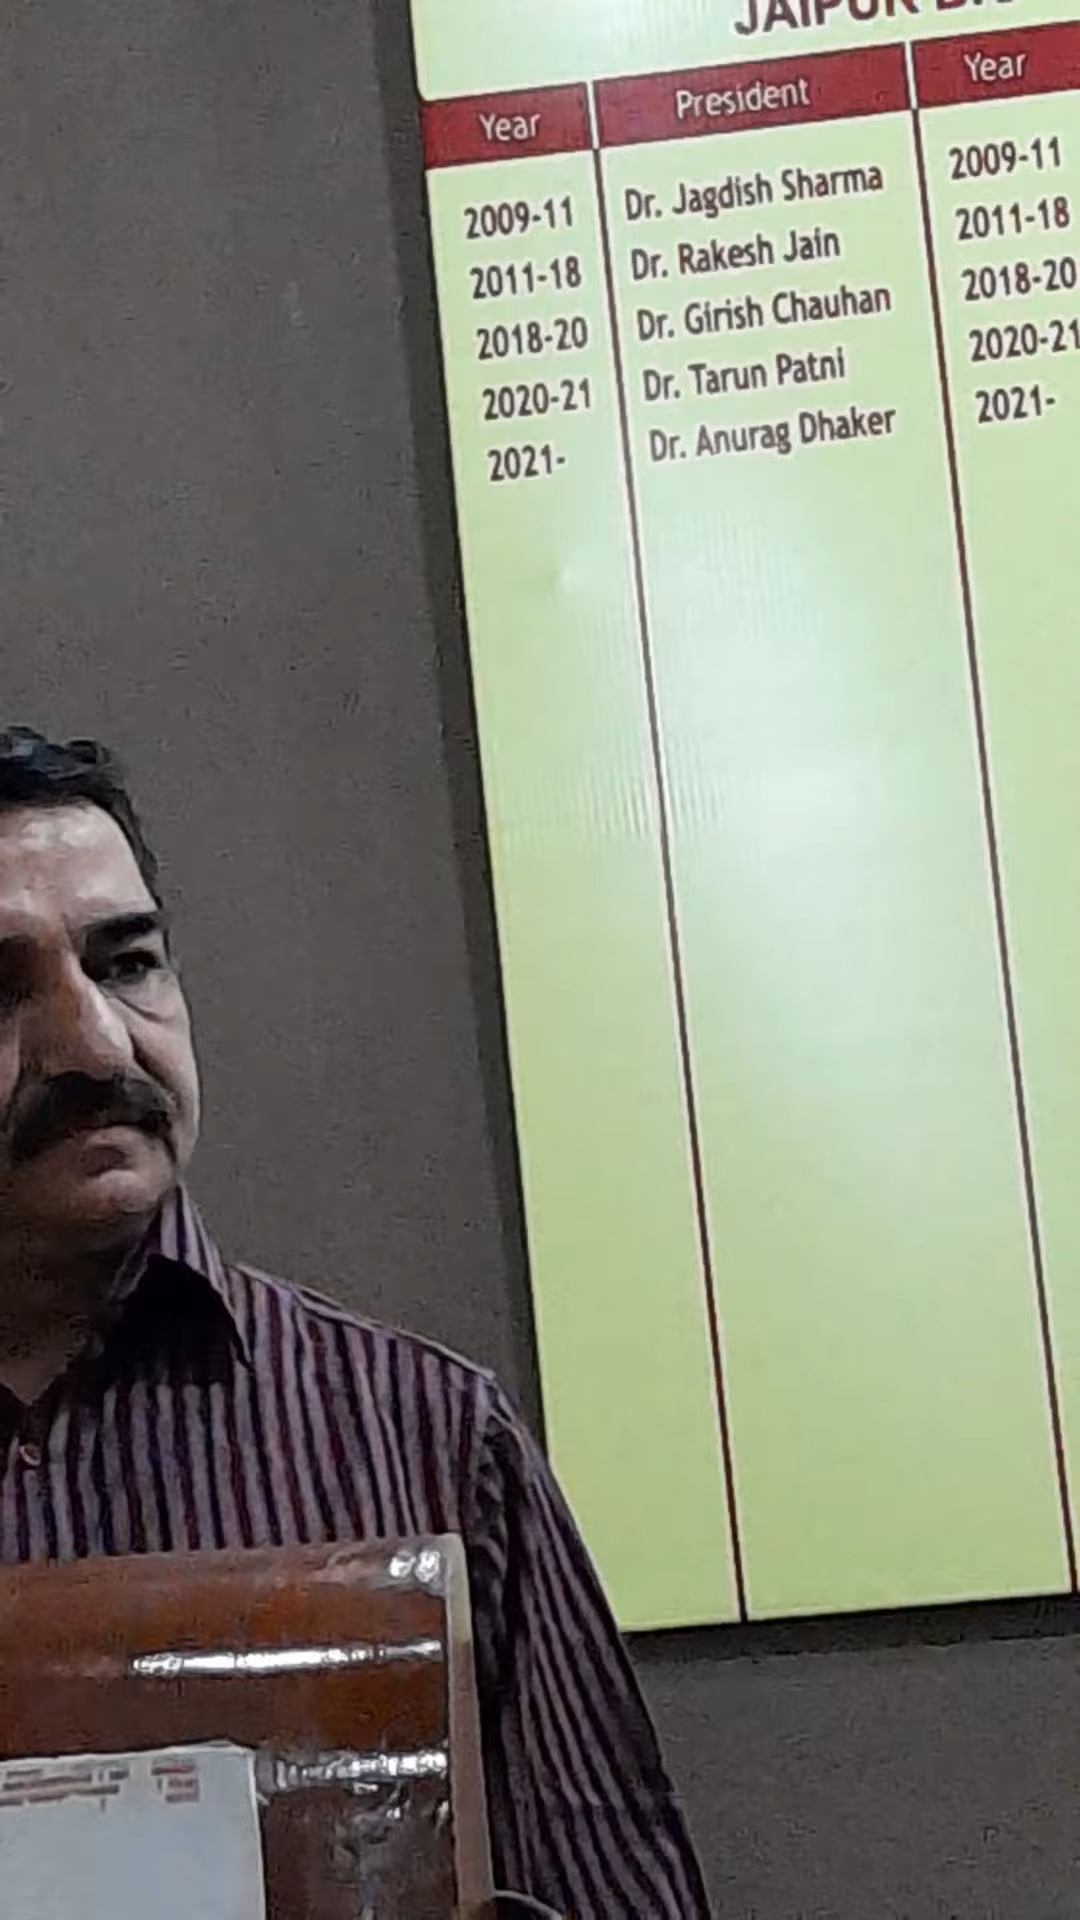 JAIPUR
Year President Year
2009-11 Dr. Jagdish Sharma 2009-11
2011-18 Dr. Rakesh Jain 2011-18
2018-20 Dr. Girish Chauhan 2018-20
2020-21 Dr. Tarun Patni 2020-21
2021- Dr. Anurag Dhaker 2021-